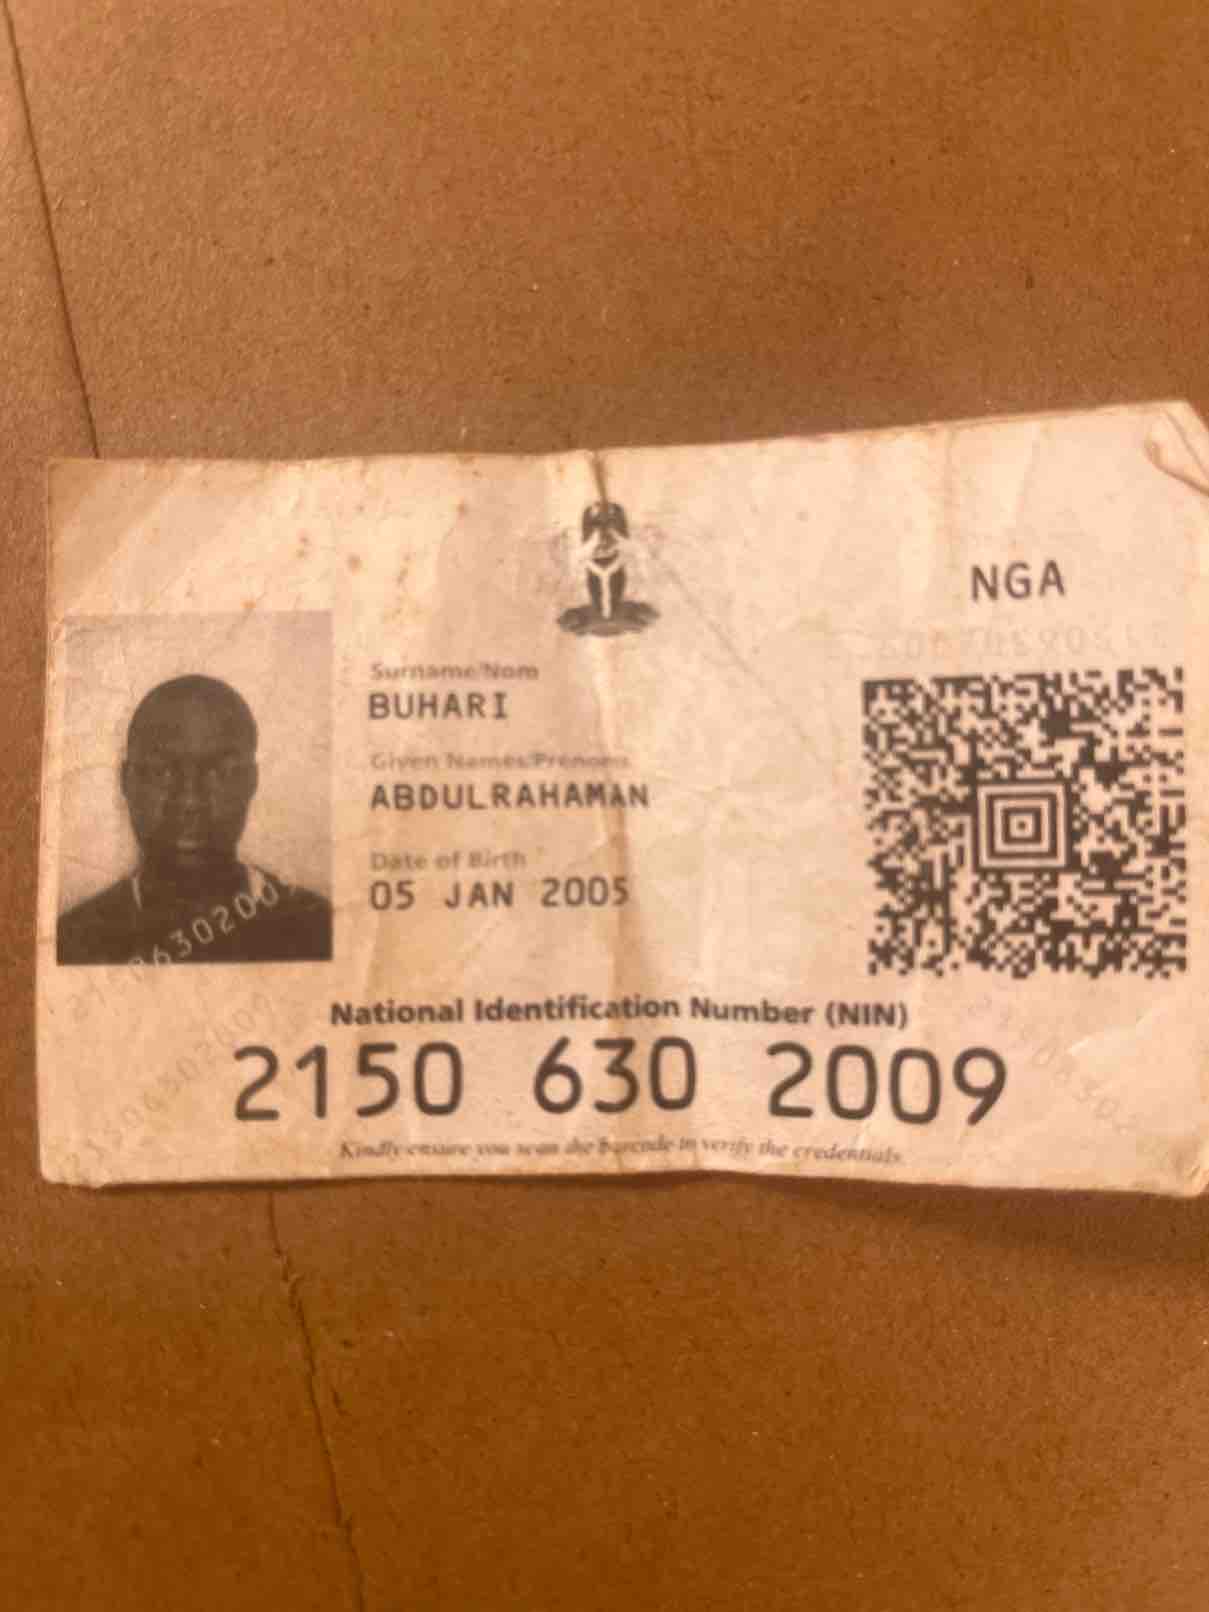 NGA
Surname/Nom
BUHARI
Given Names/Prenoms
ABDULRAHAMAN
Date of Birth
05 JAN 2005
National Identification Number (NIN)
2150 630 2009
Kindly ensure you scan the barcode to verify the credentials